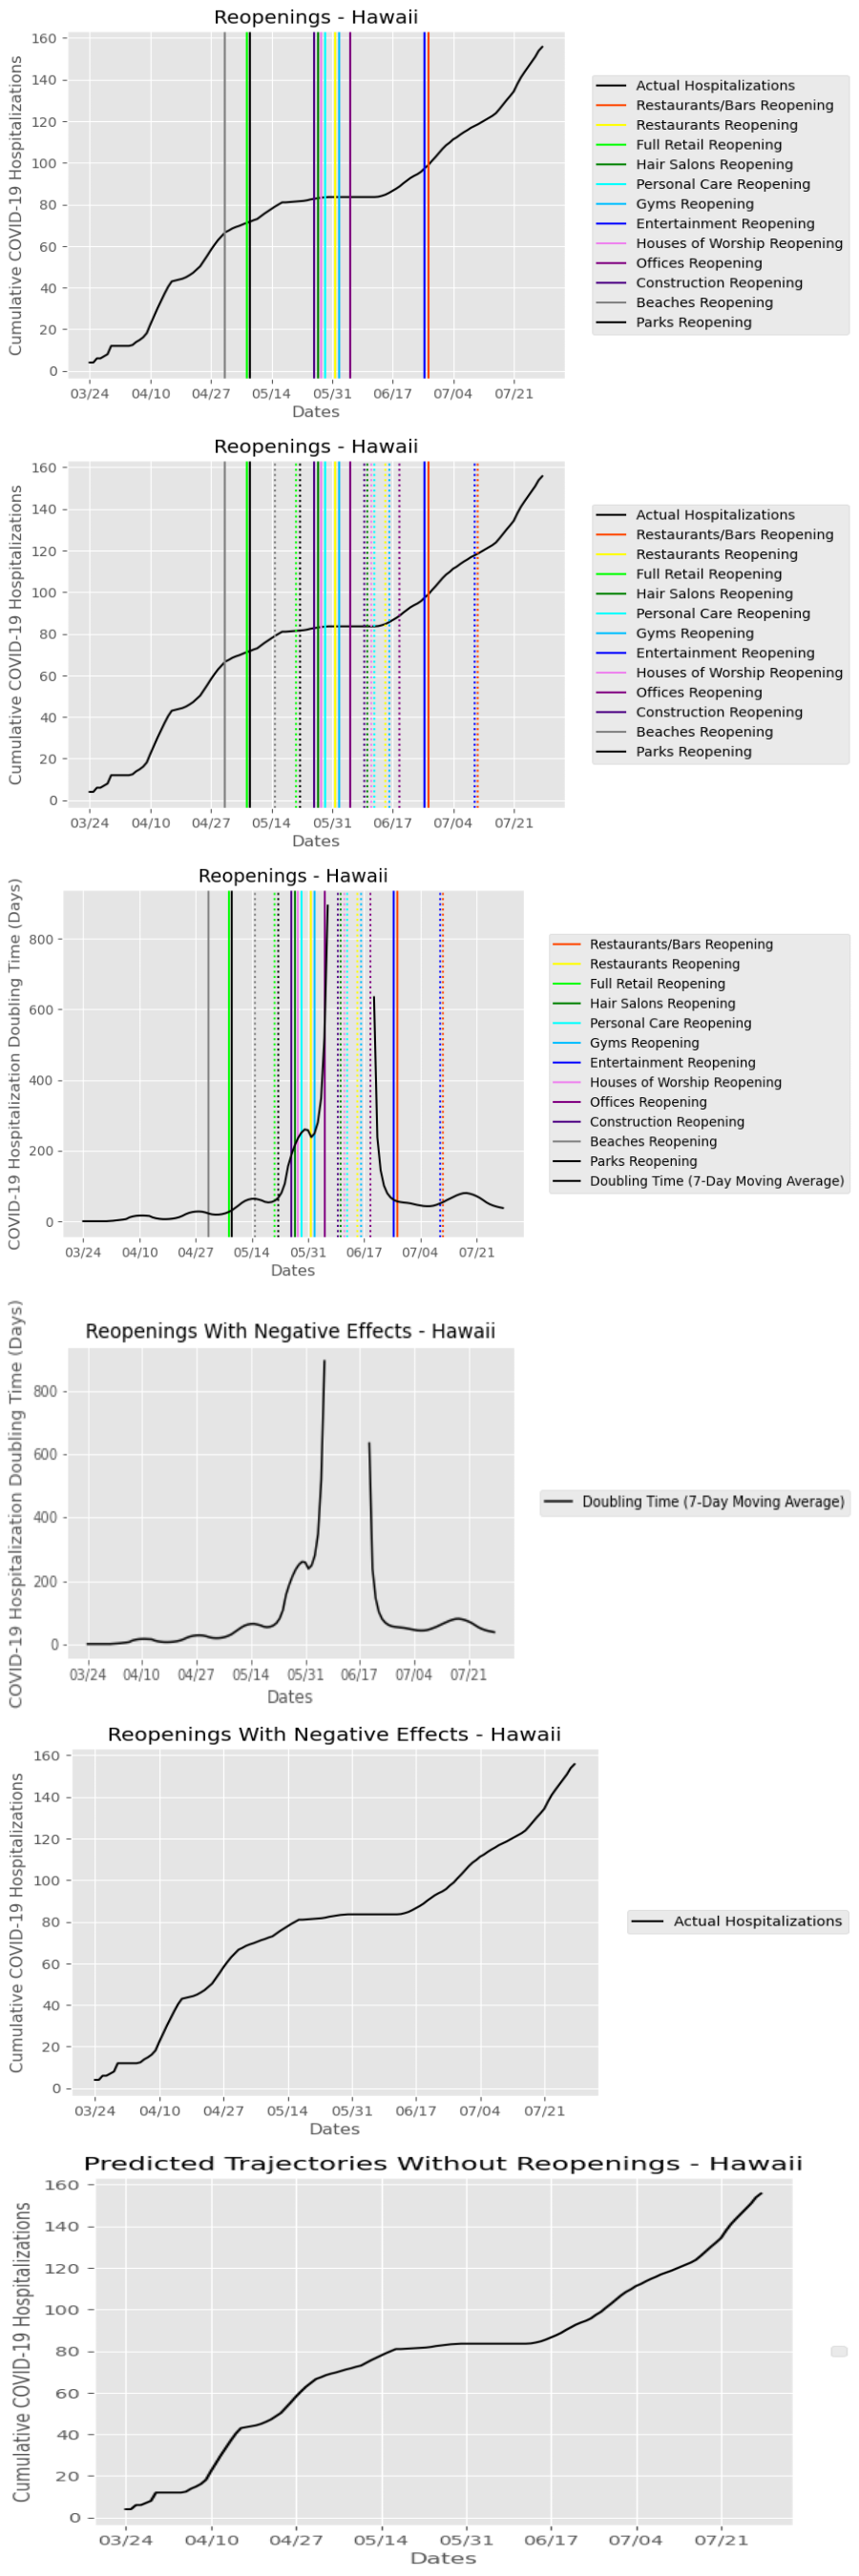 Reopenings - Hawaii
160
140
120
100
80
60
40
20
0
Cumulative COVID-19 Hospitalizations
03/24 04/10 04/27 05/14 05/31 06/17 07/04 07/21
Dates
Actual Hospitalizations
Restaurants/Bars Reopening
Restaurants Reopening
Full Retail Reopening
Hair Salons Reopening
Personal Care Reopening
Gyms Reopening
Entertainment Reopening
Houses of Worship Reopening
Offices Reopening
Construction Reopening
Beaches Reopening
Parks Reopening
Reopenings - Hawaii
160
140
120
100
80
60
40
20
0
Cumulative COVID-19 Hospitalizations
03/24 04/10 04/27 05/14 05/31 06/17 07/04 07/21
Dates
Actual Hospitalizations
Restaurants/Bars Reopening
Restaurants Reopening
Full Retail Reopening
Hair Salons Reopening
Personal Care Reopening
Gyms Reopening
Entertainment Reopening
Houses of Worship Reopening
Offices Reopening
Construction Reopening
Beaches Reopening
Parks Reopening
Reopenings - Hawaii
800
600
400
200
0
COVID-19 Hospitalization Doubling Time (Days)
03/24 04/10 04/27 05/14 05/31 06/17 07/04 07/21
Dates
Restaurants/Bars Reopening
Restaurants Reopening
Full Retail Reopening
Hair Salons Reopening
Personal Care Reopening
Gyms Reopening
Entertainment Reopening
Houses of Worship Reopening
Offices Reopening
Construction Reopening
Beaches Reopening
Parks Reopening
Doubling Time (7-Day Moving Average)
Reopenings With Negative Effects - Hawaii
800
600
400
200
0
COVID-19 Hospitalization Doubling Time (Days)
03/24 04/10 04/27 05/14 05/31 06/17 07/04 07/21
Dates
Doubling Time (7-Day Moving Average)
Reopenings With Negative Effects - Hawaii
160
140
120
100
80
60
40
20
0
Cumulative COVID-19 Hospitalizations
03/24 04/10 04/27 05/14 05/31 06/17 07/04 07/21
Dates
Actual Hospitalizations
Predicted Trajectories Without Reopenings - Hawaii
160
140
120
100
80
60
40
20
0
Cumulative COVID-19 Hospitalizations
03/24 04/10 04/27 05/14 05/31 06/17 07/04 07/21
Dates